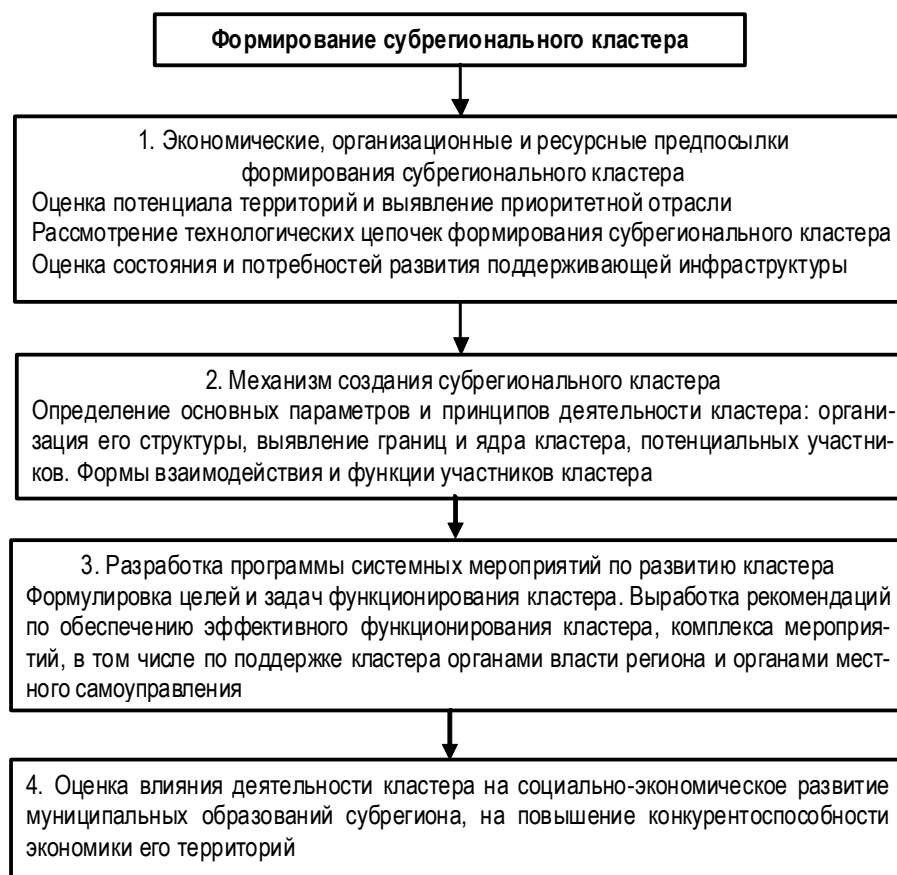 Формирование субрегионального кластера
1. Экономические, организационные и ресурсные предпосылки
формирования субрегионального кластера
Оценка потенциала территорий и выявление приоритетной отрасли
Рассмотрение технологических цепочек формирования субрегионального кластера
Оценка состояния и потребностей развития поддерживающей инфраструктуры
2. Механизм создания субрегионального кластера
Определение основных параметров и принципов деятельности кластера: органи-
зация его структуры, выявление границ и ядра кластера, потенциальных участни-
ков. Формы взаимодействия и функции участников кластера
3. Разработка программы системных мероприятий по развитию кластера
Формулировка целей и задач функционирования кластера. Выработка рекомендаций
по обеспечению эффективного функционирования кластера, комплекса мероприя-
тий, в том числе по поддержке кластера органами власти региона и органами мест-
ного самоуправления
4. Оценка влияния деятельности кластера на социально-экономическое развитие
муниципальных образований субрегиона, на повышение конкурентоспособности
экономики его территорий